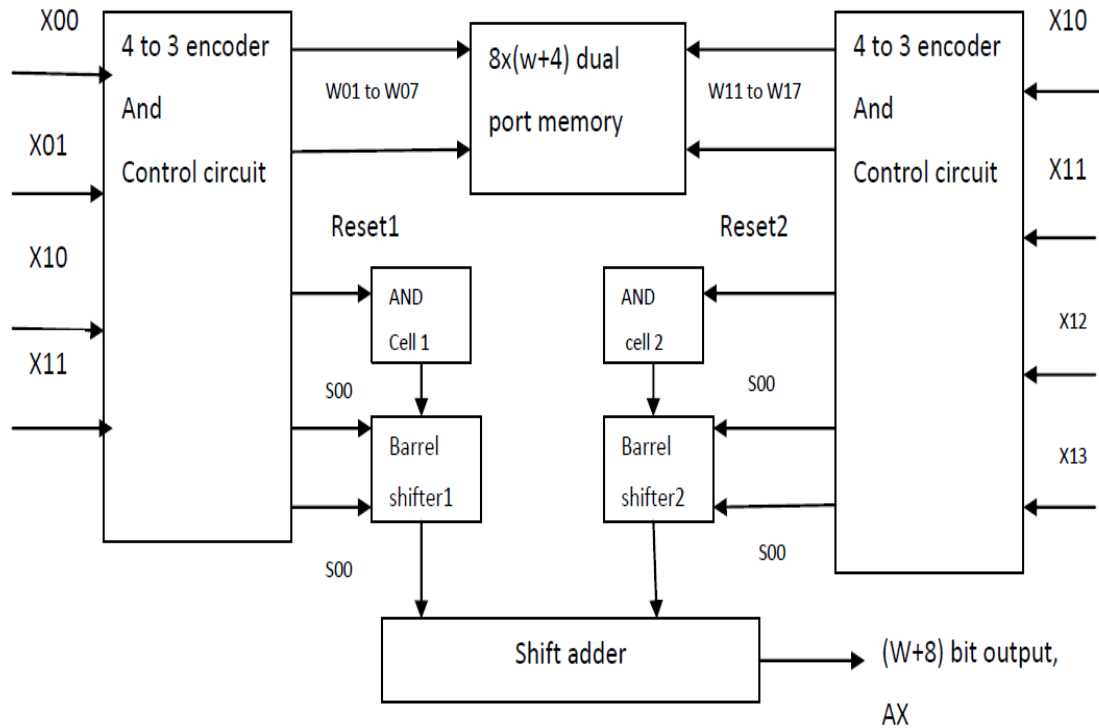 X00
X01
X10
X11
4 to 3 encoder
And
Control circuit
W01 to W07
8x(w+4) dual
port memory
W11 to W17
4 to 3 encoder
And
Control circuit
X10
X11
X12
X13
Reset1
Reset2
AND
Cell 1
AND
cell 2
S00
S00
Barrel
shifter1
Barrel
shifter2
S00
S00
Shift adder
(W+8) bit output,
AX